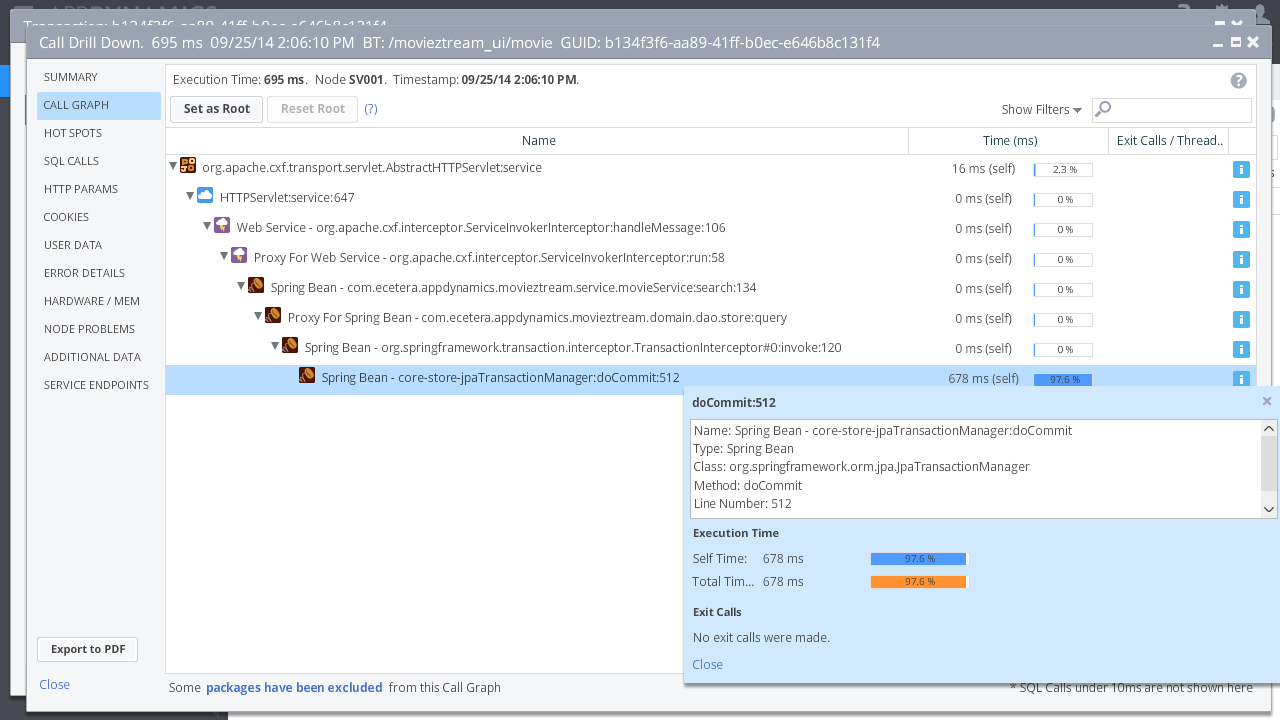 Transaction: b134f3f6-aa89-41ff-b0ec-e646b8c131f4
Call Drill Down. 695 ms 09/25/14 2:06:10 PM BT: /movieztream_ui/movie GUID: b134f3f6-aa89-41ff-b0ec-e646b8c131f4
SUMMARY
CALL GRAPH
HOT SPOTS
SQL CALLS
HTTP PARAMS
COOKIES
USER DATA
ERROR DETAILS
HARDWARE / MEM
NODE PROBLEMS
ADDITIONAL DATA
SERVICE ENDPOINTS
Export to PDF
Close
Execution Time: 695 ms. Node SV001. Timestamp: 09/25/14 2:06:10 PM.
Set as Root Reset Root (?) Show Filters
Name Time (ms) Exit Calls / Thread..
org.apache.cxf.transport.servlet.AbstractHTTPServlet:service 16 ms (self) 2.3 %
HTTPServlet:service:647 0 ms (self) 0 %
Web Service - org.apache.cxf.interceptor.ServiceInvokerInterceptor:handleMessage:106 0 ms (self) 0 %
Proxy For Web Service - org.apache.cxf.interceptor.ServiceInvokerInterceptor:run:58 0 ms (self) 0 %
Spring Bean - com.ecetera.appdynamics.movieztream.service.movieService:search:134 0 ms (self) 0 %
Proxy For Spring Bean - com.ecetera.appdynamics.movieztream.domain.dao.store:query 0 ms (self) 0 %
Spring Bean - org.springframework.transaction.interceptor.TransactionInterceptor#0:invoke:120 0 ms (self) 0 %
Spring Bean - core-store-jpaTransactionManager:doCommit:512 678 ms (self) 97.6 %
doCommit:512
Name: Spring Bean - core-store-jpaTransactionManager:doCommit
Type: Spring Bean
Class: org.springframework.orm.jpa.JpaTransactionManager
Method: doCommit
Line Number: 512
Execution Time
Self Time: 678 ms 97.6 %
Total Tim... 678 ms 97.6 %
Exit Calls
No exit calls were made.
Close
Some packages have been excluded from this Call Graph
* SQL Calls under 10ms are not shown here